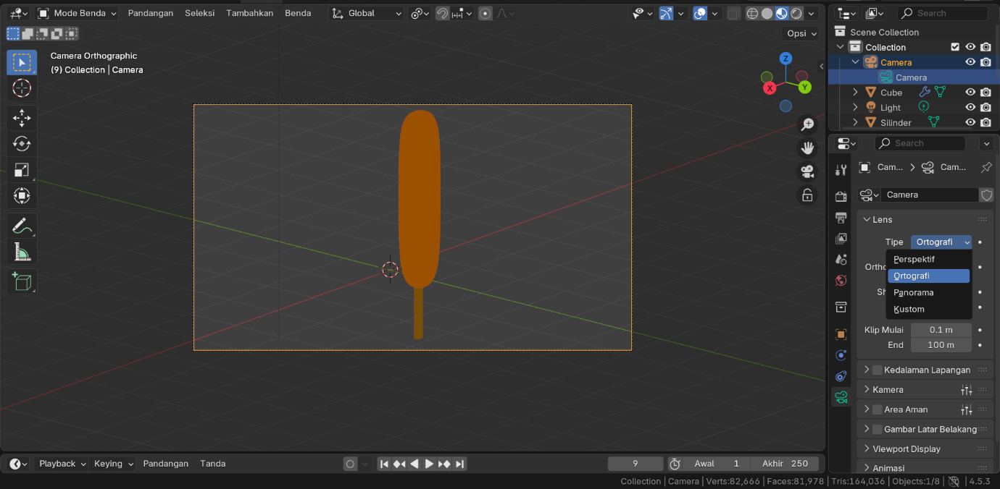 Mode Benda Pandangan Seleksi Tambahkan Benda Global
Opsi
Camera Orthographic
(9) Collection | Camera
Z
X
Y
Search
Scene Collection
Collection
Camera
Camera
Cube
Light
Silinder
Search
Cam... Cam...
Camera
Lens
Tipe Ortografi
Perspektif
Ortho
Ortografi
Sh
Panorama
Kustom
Klip Mulai 0.1 m
End 100 m
Kedalaman Lapangan
Kamera
Area Aman
Gambar Latar Belakang
Viewport Display
Animasi
Playback Keying Pandangan Tanda 9 Awal 1 Akhir 250
Collection | Camera | Verts:82,666 | Faces:81,978 | Tris:164,036 | Objects:1/8 | 4.5.3